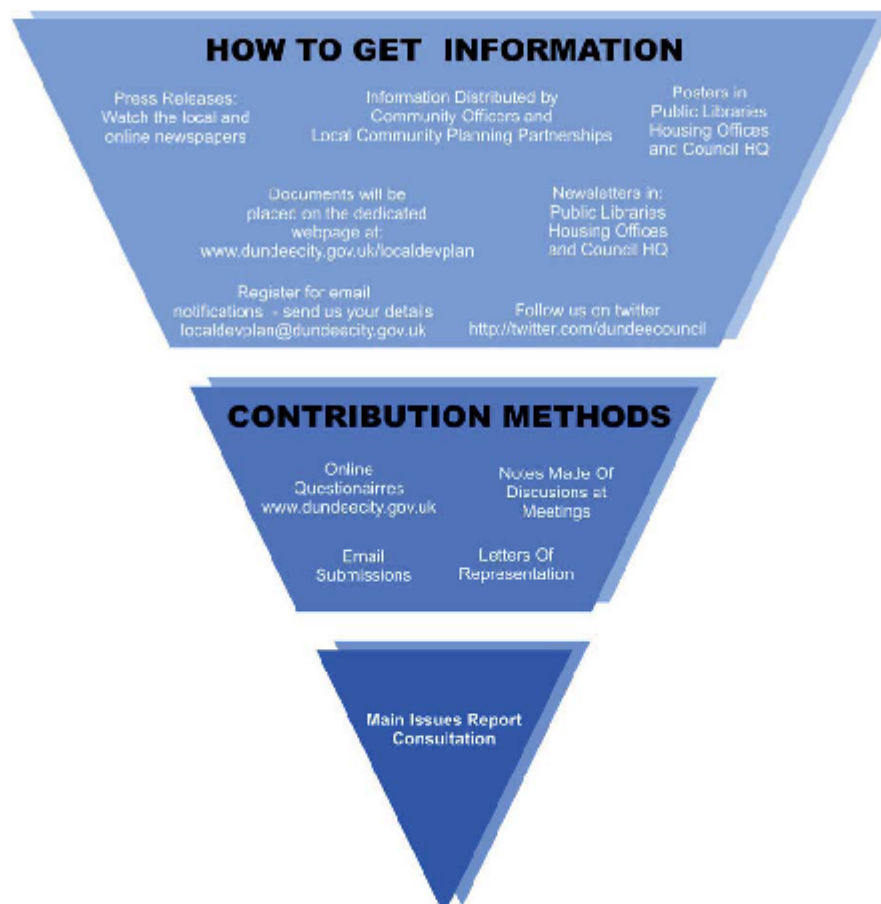 HOW TO GET INFORMATION
Press Releases:
Watch the local and
online newspapers
Information Distributed by
Community Officers and
Local Community Planning Partnerships
Posters in
Public Libraries
Housing Offices
and Council HQ
Documents will be
placed on the dedicated
webpage at:
www.dundeecity.gov.uk/localdevplan
Newsletters in:
Public Libraries
Housing Offices
and Council HQ
Register for email
notifications - send us your details
localdevplan@dundeecity.gov.uk
Follow us on twitter
http://twitter.com/dundeecouncil
CONTRIBUTION METHODS
Online
Questionairres
www.dundeecity.gov.uk
Notes Made Of
Discusions at
Meetings
Email
Submissions
Letters Of
Representation
Main Issues Report
Consultation